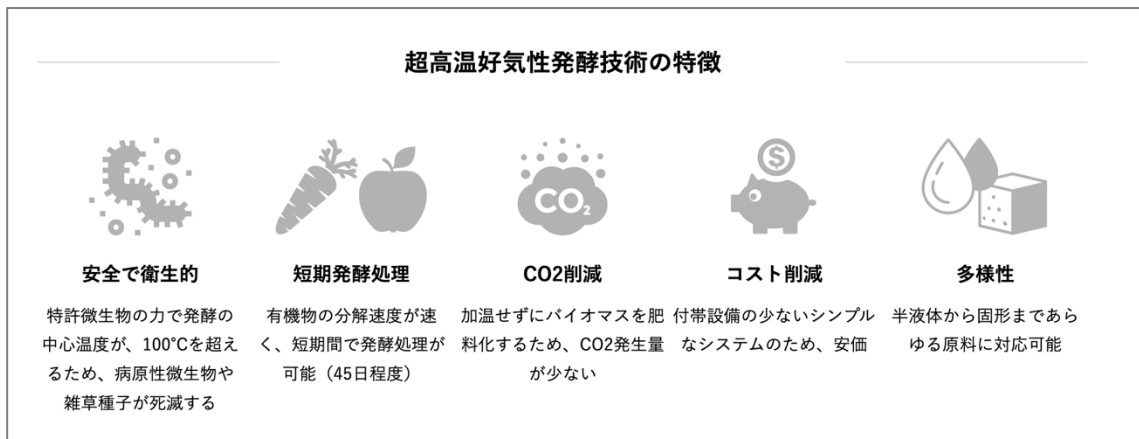 超高温好気性発酵技術の特徴
CO2
安全で衛生的
特許微生物の力で発酵の
中心温度が、100℃を超え
るため、病原性微生物や
雑草種子が死滅する
短期発酵処理
有機物の分解速度が速
く、短期間で発酵処理が
可能（45日程度）
CO2削減
加温せずにバイオマスを肥
料化するため、CO2発生量
が少ない
コスト削減
付帯設備の少ないシンプル
なシステムのため、安価
多様性
半液体から固形まであら
ゆる原料に対応可能